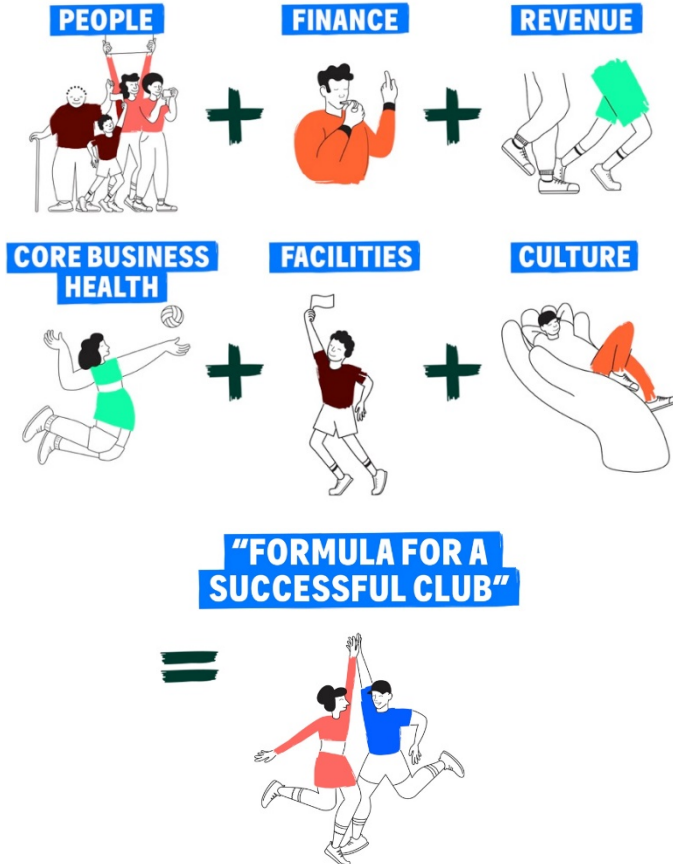 PEOPLE
FINANCE
REVENUE
CORE BUSINESS
HEALTH
FACILITIES
CULTURE
"FORMULA FOR A
SUCCESSFUL CLUB"